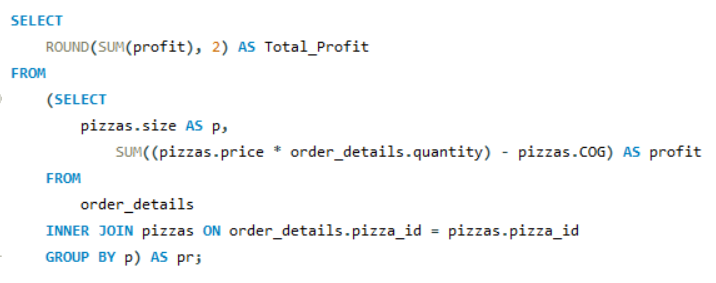 SELECT
ROUND(SUM(profit), 2) AS Total_Profit
FROM
(SELECT
pizzas.size AS p,
SUM((pizzas.price * order_details.quantity) - pizzas.COG) AS profit
FROM
order_details
INNER JOIN pizzas ON order_details.pizza_id = pizzas.pizza_id
GROUP BY p) AS pr;